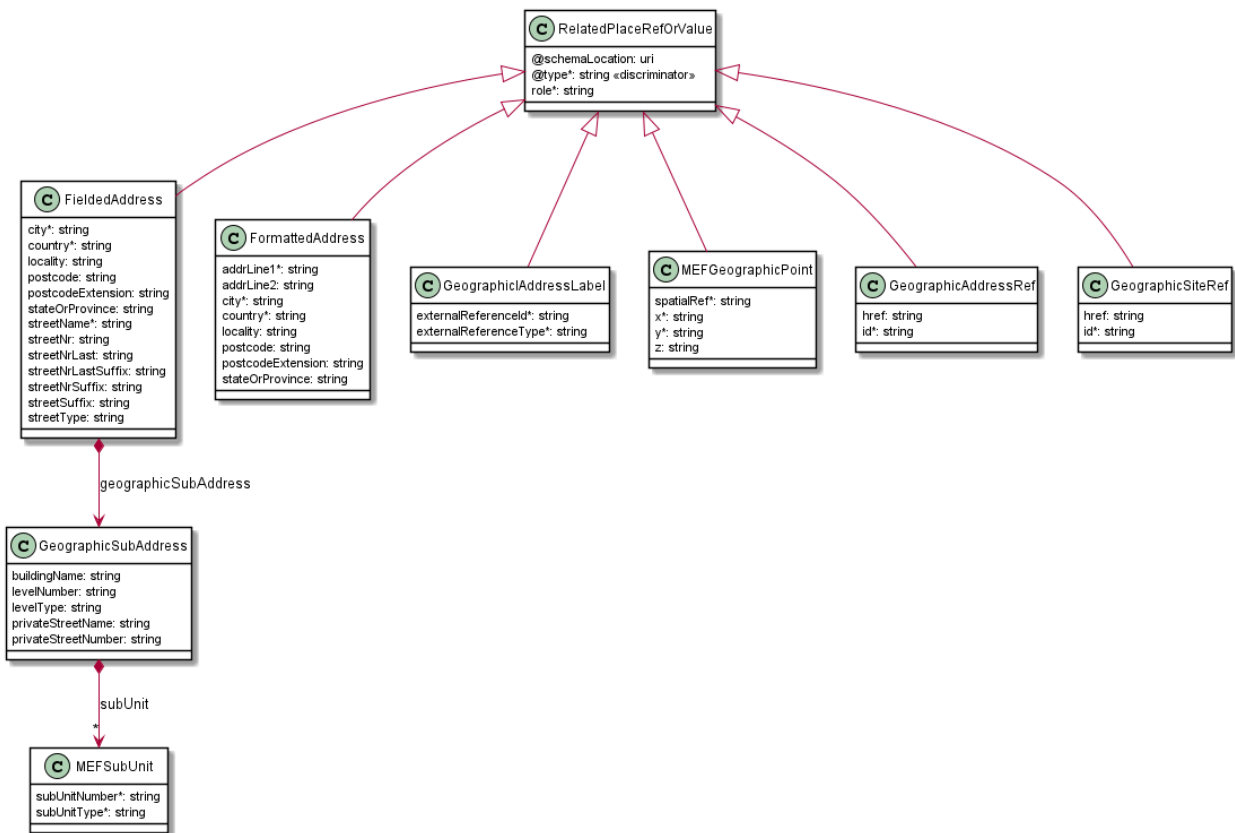 C RelatedPlaceRefOrValue
@schemaLocation: uri
@type*: string «discriminator»
role*: string
C FieldedAddress
city*: string
country*: string
locality: string
postcode: string
postcodeExtension: string
stateOrProvince: string
streetName*: string
streetNr: string
streetNrLast: string
streetNrLastSuffix: string
streetNrSuffix: string
streetSuffix: string
streetType: string
C FormattedAddress
addrLine1*: string
addrLine2: string
city*: string
country*: string
locality: string
postcode: string
postcodeExtension: string
stateOrProvince: string
C GeographicIAddressLabel
externalReferenceId*: string
externalReferenceType*: string
C MEFGeographicPoint
spatialRef*: string
x*: string
y*: string
z: string
C GeographicAddressRef
href: string
id*: string
C GeographicSiteRef
href: string
id*: string
geographicSubAddress
C GeographicSubAddress
buildingName: string
levelNumber: string
levelType: string
privateStreetName: string
privateStreetNumber: string
subUnit
*
C MEFSubUnit
subUnitNumber*: string
subUnitType*: string